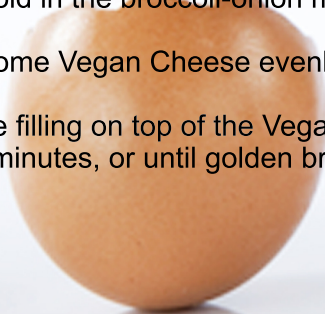 in the broccoli-onion
ome Vegan Cheese evenl
e filling on top of the Vega
minutes, or until golden br